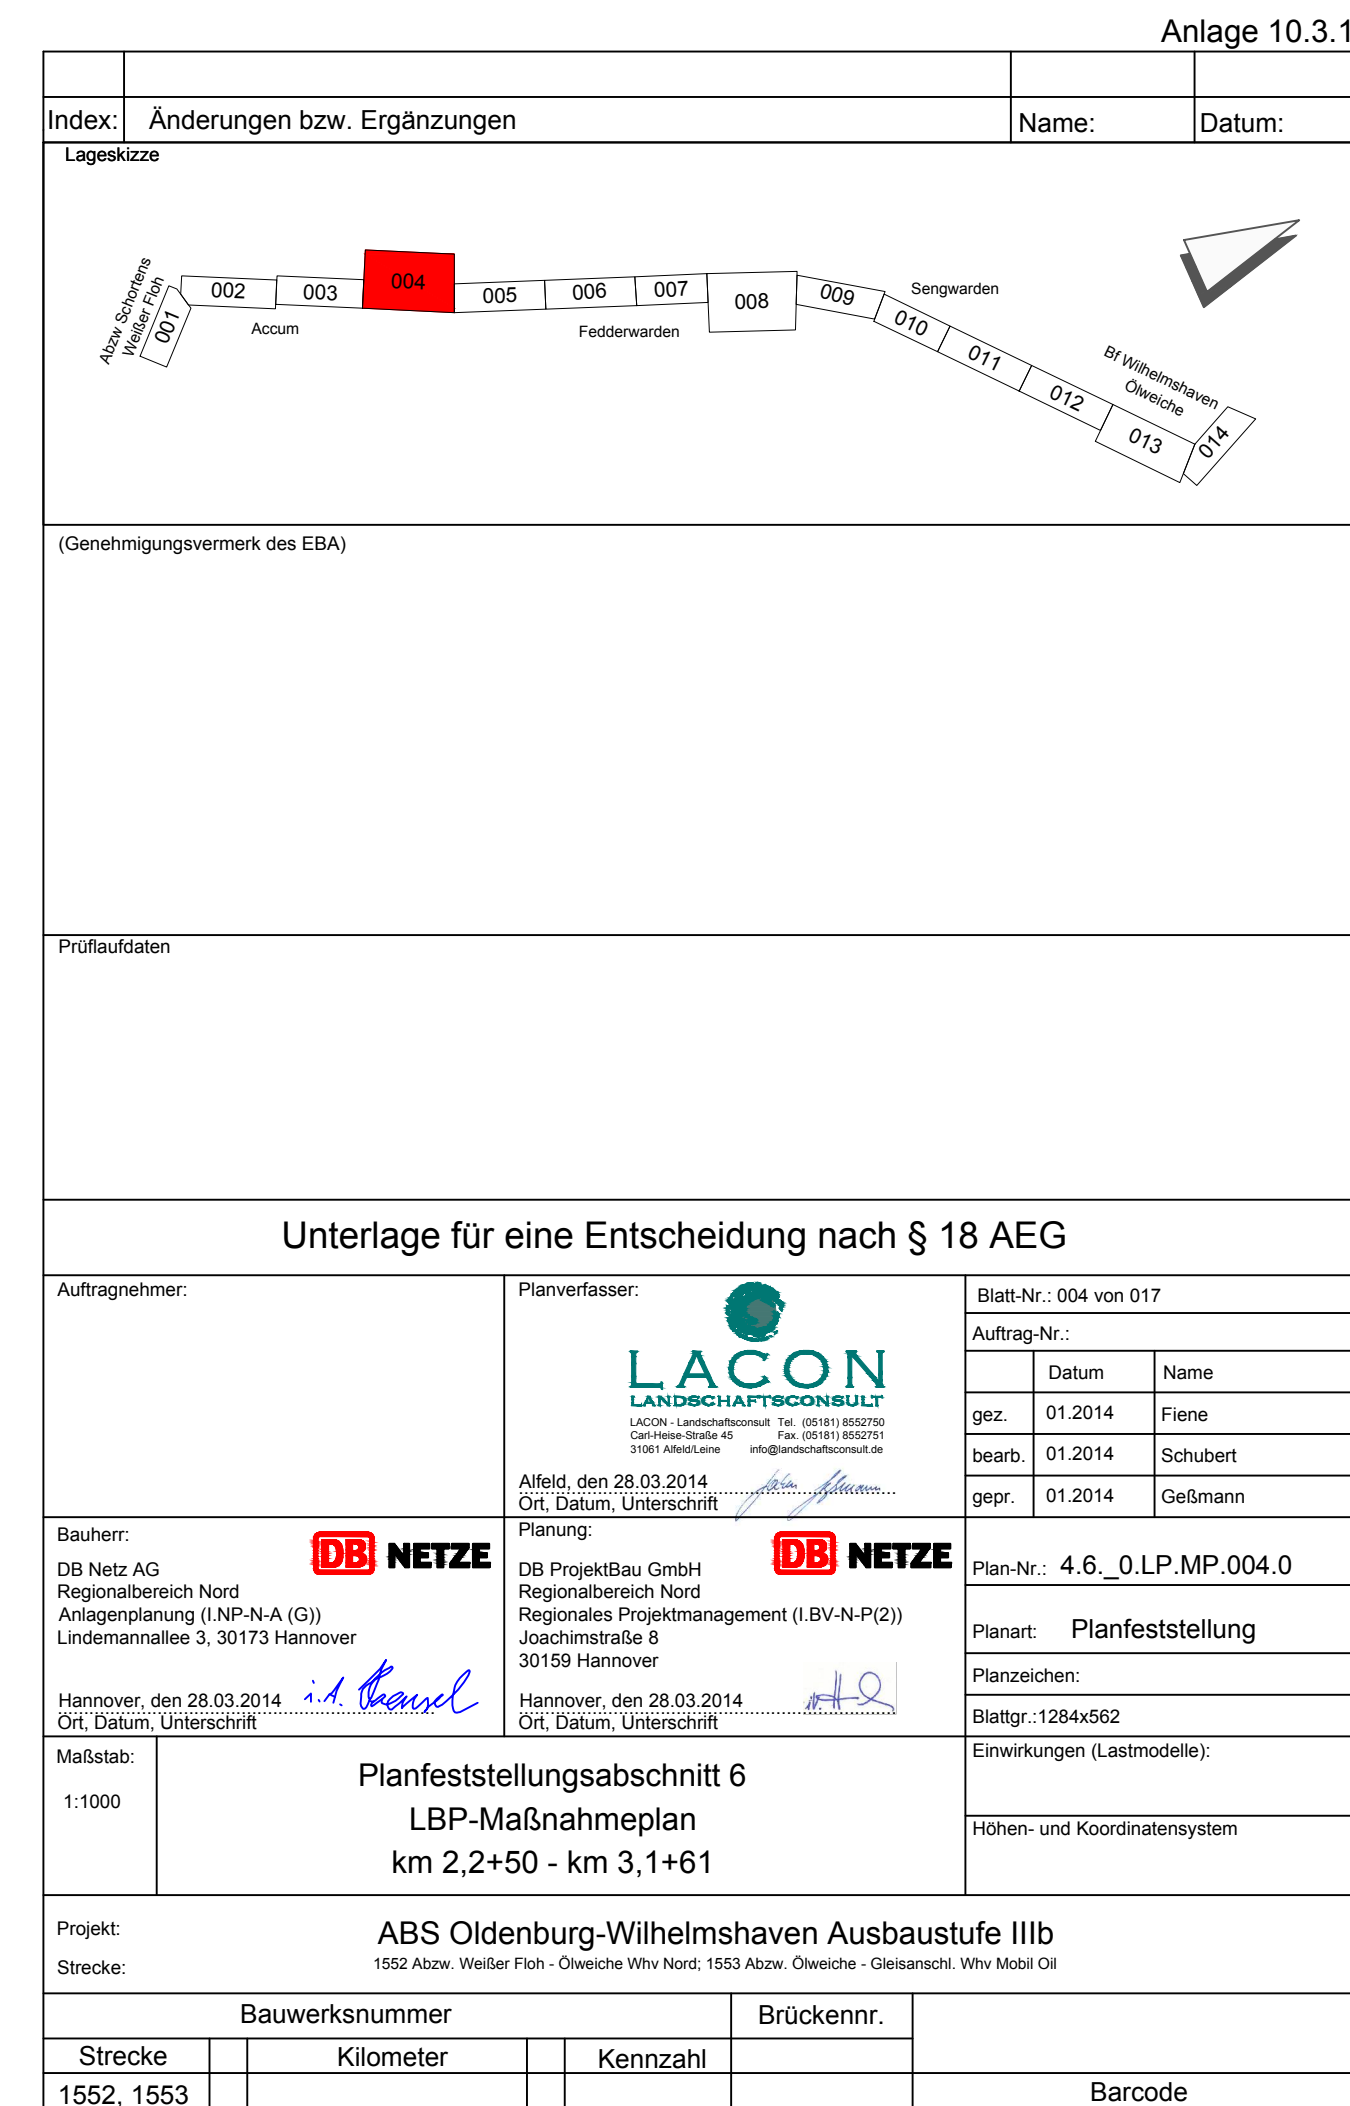 Anlage 10.3.1
Index: Änderungen bzw. Ergänzungen Name: Datum:
Lageskizze
Abzw Schortens
Weißer Floh
001
002
003
004
005
006
007
008
009
010
011
012
013
014
Accum
Fedderwarden
Sengwarden
Bf Wilhelmshaven
Ölweiche
(Genehmigungsvermerk des EBA)
Prüflaufdaten
Unterlage für eine Entscheidung nach § 18 AEG
Auftragnehmer:
Planverfasser:
LACON
LANDSCHAFTSCONSULT
LACON - Landschaftsconsult Tel. (05181) 8552750
Carl-Heise-Straße 45 Fax. (05181) 8552751
31061 Alfeld/Leine info@landschaftsconsult.de
Alfeld, den 28.03.2014
Ort, Datum, Unterschrift
Blatt-Nr.: 004 von 017
Auftrag-Nr.:
Datum Name
gez. 01.2014 Fiene
bearb. 01.2014 Schubert
gepr. 01.2014 Geßmann
Bauherr:
DB NETZE
DB Netz AG
Regionalbereich Nord
Anlagenplanung (I.NP-N-A (G))
Lindemannallee 3, 30173 Hannover
Hannover, den 28.03.2014 i.A.
Ort, Datum, Unterschrift
Planung:
DB NETZE
DB ProjektBau GmbH
Regionalbereich Nord
Regionales Projektmanagement (I.BV-N-P(2))
Joachimstraße 8
30159 Hannover
Hannover, den 28.03.2014
Ort, Datum, Unterschrift
Plan-Nr.: 4.6._0.LP.MP.004.0
Planart: Planfeststellung
Planzeichen:
Blattgr.:1284x562
Maßstab:
1:1000
Planfeststellungsabschnitt 6
LBP-Maßnahmeplan
km 2,2+50 - km 3,1+61
Einwirkungen (Lastmodelle):
Höhen- und Koordinatensystem
Projekt: ABS Oldenburg-Wilhelmshaven Ausbaustufe IIIb
Strecke: 1552 Abzw. Weißer Floh - Ölweiche Whv Nord; 1553 Abzw. Ölweiche - Gleisanschl. Whv Mobil Oil
Bauwerksnummer Brückennr.
Strecke Kilometer Kennzahl
1552, 1553 Barcode